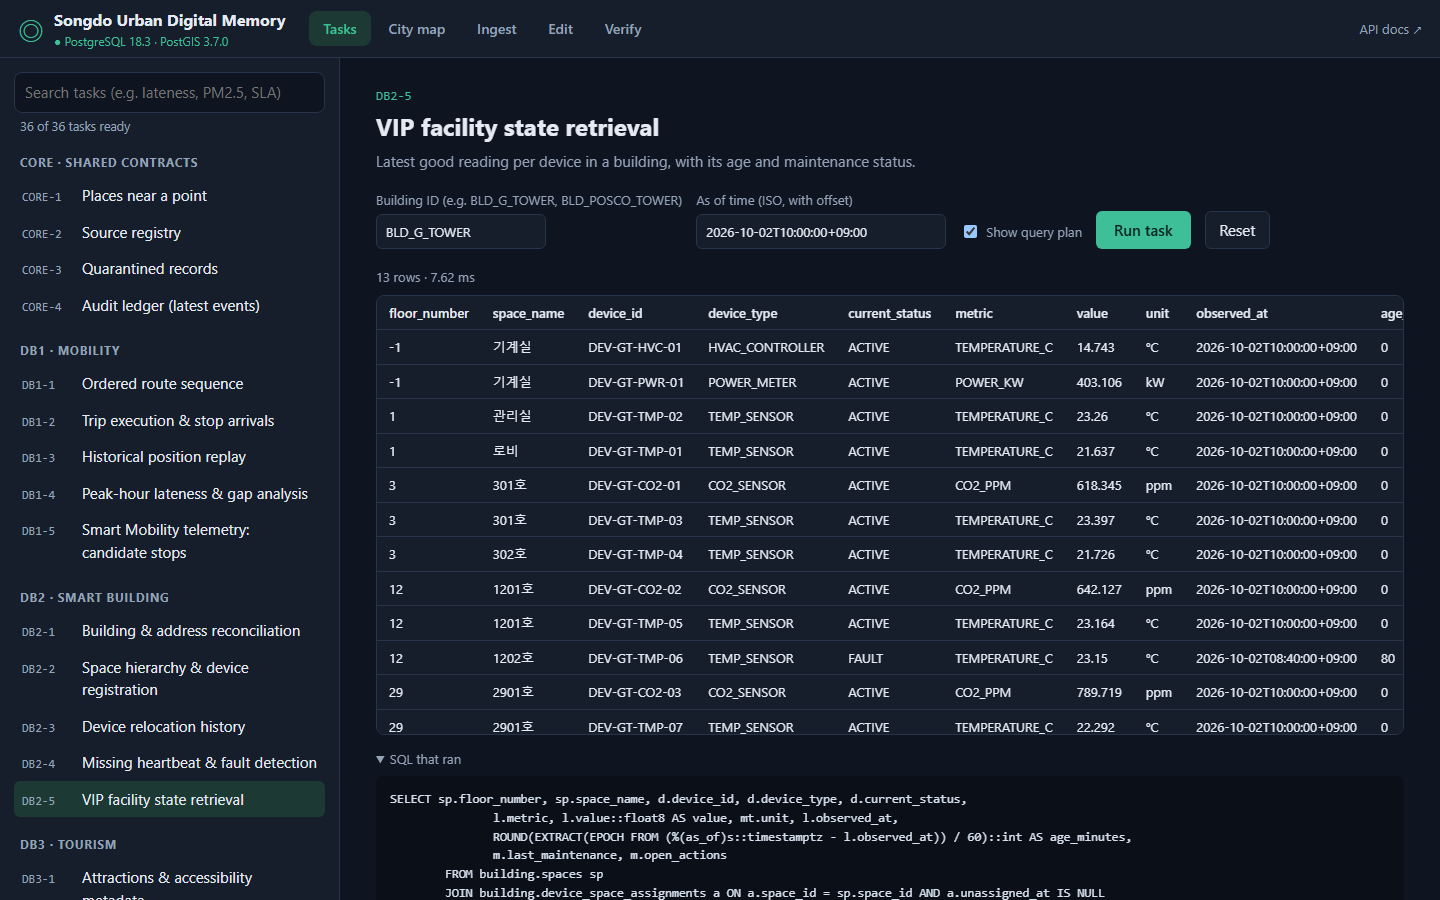 Songdo Urban Digital Memory
● PostgreSQL 18.3 · PostGIS 3.7.0
Tasks
City map
Ingest
Edit
Verify
API docs ↗
Search tasks (e.g. lateness, PM2.5, SLA)
36 of 36 tasks ready
CORE · SHARED CONTRACTS
CORE-1 Places near a point
CORE-2 Source registry
CORE-3 Quarantined records
CORE-4 Audit ledger (latest events)
DB1 · MOBILITY
DB1-1 Ordered route sequence
DB1-2 Trip execution & stop arrivals
DB1-3 Historical position replay
DB1-4 Peak-hour lateness & gap analysis
DB1-5 Smart Mobility telemetry:
candidate stops
DB2 · SMART BUILDING
DB2-1 Building & address reconciliation
DB2-2 Space hierarchy & device
registration
DB2-3 Device relocation history
DB2-4 Missing heartbeat & fault detection
DB2-5 VIP facility state retrieval
DB3 · TOURISM
DB3-1 Attractions & accessibility
metadata
DB2-5
VIP facility state retrieval
Latest good reading per device in a building, with its age and maintenance status.
Building ID (e.g. BLD_G_TOWER, BLD_POSCO_TOWER) As of time (ISO, with offset)
BLD_G_TOWER 2026-10-02T10:00:00+09:00 Show query plan Run task Reset
13 rows · 7.62 ms
floor_number space_name device_id device_type current_status metric value unit observed_at age_
-1 기계실 DEV-GT-HVC-01 HVAC_CONTROLLER ACTIVE TEMPERATURE_C 14.743 °C 2026-10-02T10:00:00+09:00 0
-1 기계실 DEV-GT-PWR-01 POWER_METER ACTIVE POWER_KW 403.106 kW 2026-10-02T10:00:00+09:00 0
1 관리실 DEV-GT-TMP-02 TEMP_SENSOR ACTIVE TEMPERATURE_C 23.26 °C 2026-10-02T10:00:00+09:00 0
1 로비 DEV-GT-TMP-01 TEMP_SENSOR ACTIVE TEMPERATURE_C 21.637 °C 2026-10-02T10:00:00+09:00 0
3 301호 DEV-GT-CO2-01 CO2_SENSOR ACTIVE CO2_PPM 618.345 ppm 2026-10-02T10:00:00+09:00 0
3 301호 DEV-GT-TMP-03 TEMP_SENSOR ACTIVE TEMPERATURE_C 23.397 °C 2026-10-02T10:00:00+09:00 0
3 302호 DEV-GT-TMP-04 TEMP_SENSOR ACTIVE TEMPERATURE_C 21.726 °C 2026-10-02T10:00:00+09:00 0
12 1201호 DEV-GT-CO2-02 CO2_SENSOR ACTIVE CO2_PPM 642.127 ppm 2026-10-02T10:00:00+09:00 0
12 1201호 DEV-GT-TMP-05 TEMP_SENSOR ACTIVE TEMPERATURE_C 23.164 °C 2026-10-02T10:00:00+09:00 0
12 1202호 DEV-GT-TMP-06 TEMP_SENSOR FAULT TEMPERATURE_C 23.15 °C 2026-10-02T08:40:00+09:00 80
29 2901호 DEV-GT-CO2-03 CO2_SENSOR ACTIVE CO2_PPM 789.719 ppm 2026-10-02T10:00:00+09:00 0
29 2901호 DEV-GT-TMP-07 TEMP_SENSOR ACTIVE TEMPERATURE_C 22.292 °C 2026-10-02T10:00:00+09:00 0
▼ SQL that ran
SELECT sp.floor_number, sp.space_name, d.device_id, d.device_type, d.current_status,
l.metric, l.value::float8 AS value, mt.unit, l.observed_at,
ROUND(EXTRACT(EPOCH FROM (%(as_of)s::timestamptz - l.observed_at)) / 60)::int AS age_minutes,
m.last_maintenance, m.open_actions
FROM building.spaces sp
JOIN building.device_space_assignments a ON a.space_id = sp.space_id AND a.unassigned_at IS NULL